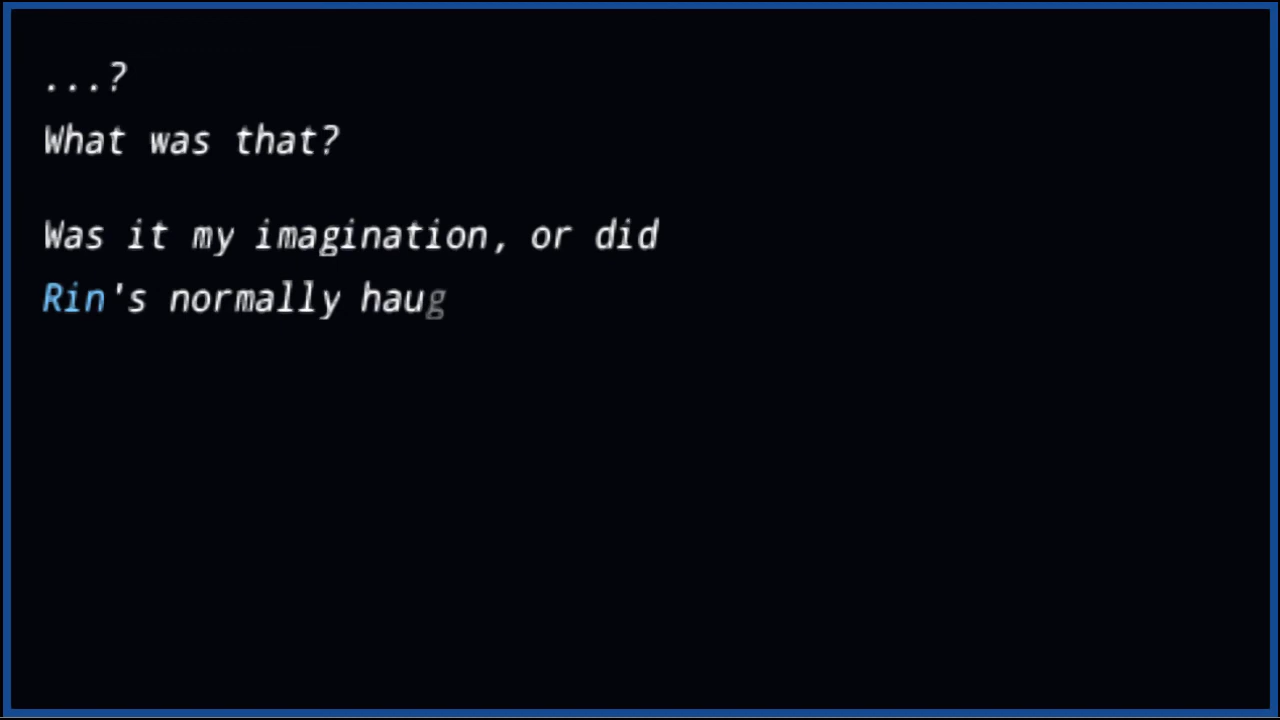 ...?
What was that?
Was it my imagination, or did
Rin's normally haug